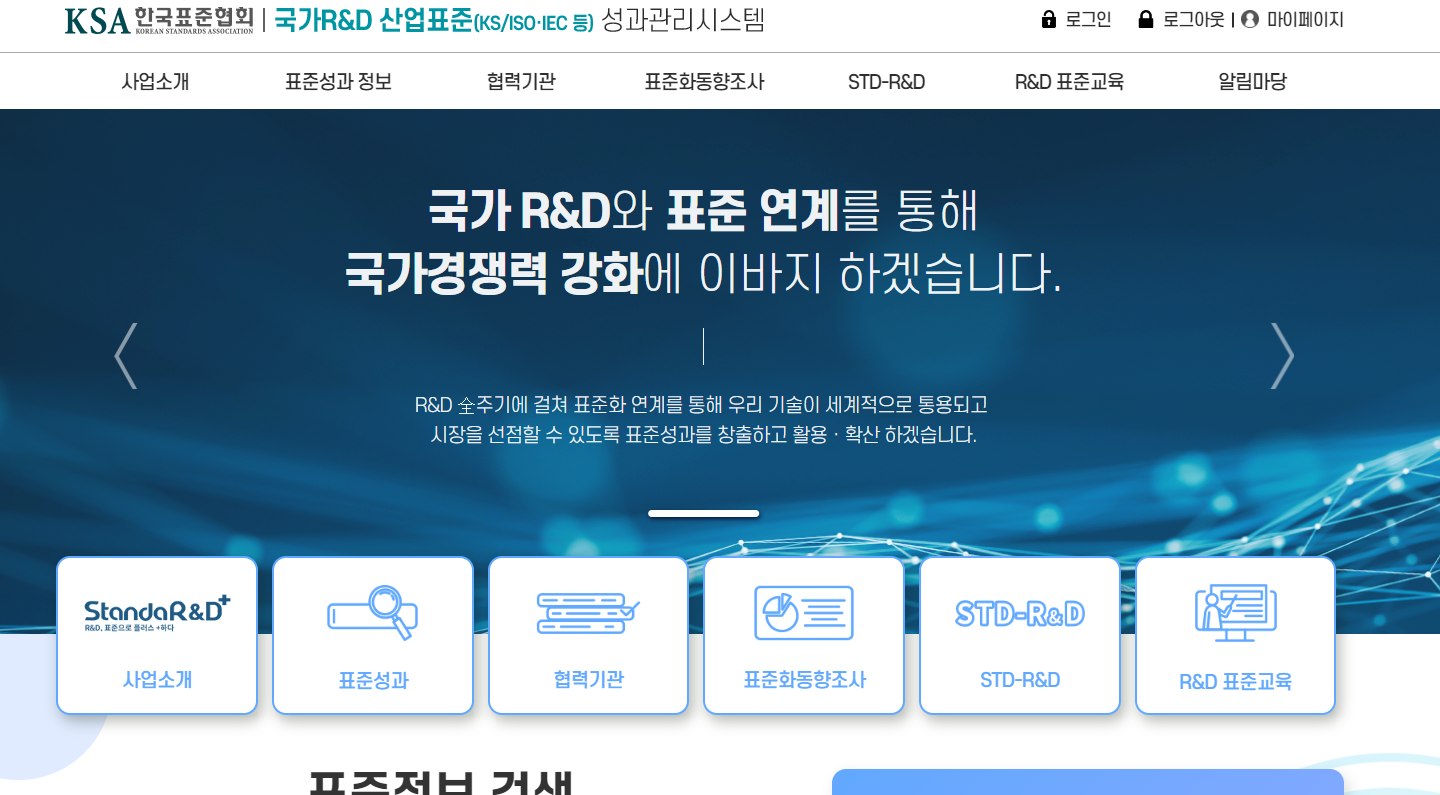 KSA 한국표준협회 KOREAN STANDARDS ASSOCIATION | 국가R&D 산업표준(KS/ISO·IEC 등) 성과관리시스템
로그인 로그아웃 | 마이페이지
사업소개 표준성과 정보 협력기관 표준화동향조사 STD-R&D R&D 표준교육 알림마당
국가 R&D와 표준 연계를 통해
국가경쟁력 강화에 이바지 하겠습니다.
R&D 全주기에 걸쳐 표준화 연계를 통해 우리 기술이 세계적으로 통용되고
시장을 선점할 수 있도록 표준성과를 창출하고 활용 · 확산 하겠습니다.
StandaR&D+
R&D, 표준으로 플러스 +하다
STD-R&D
사업소개 표준성과 협력기관 표준화동향조사 STD-R&D R&D 표준교육
표준정보 검색